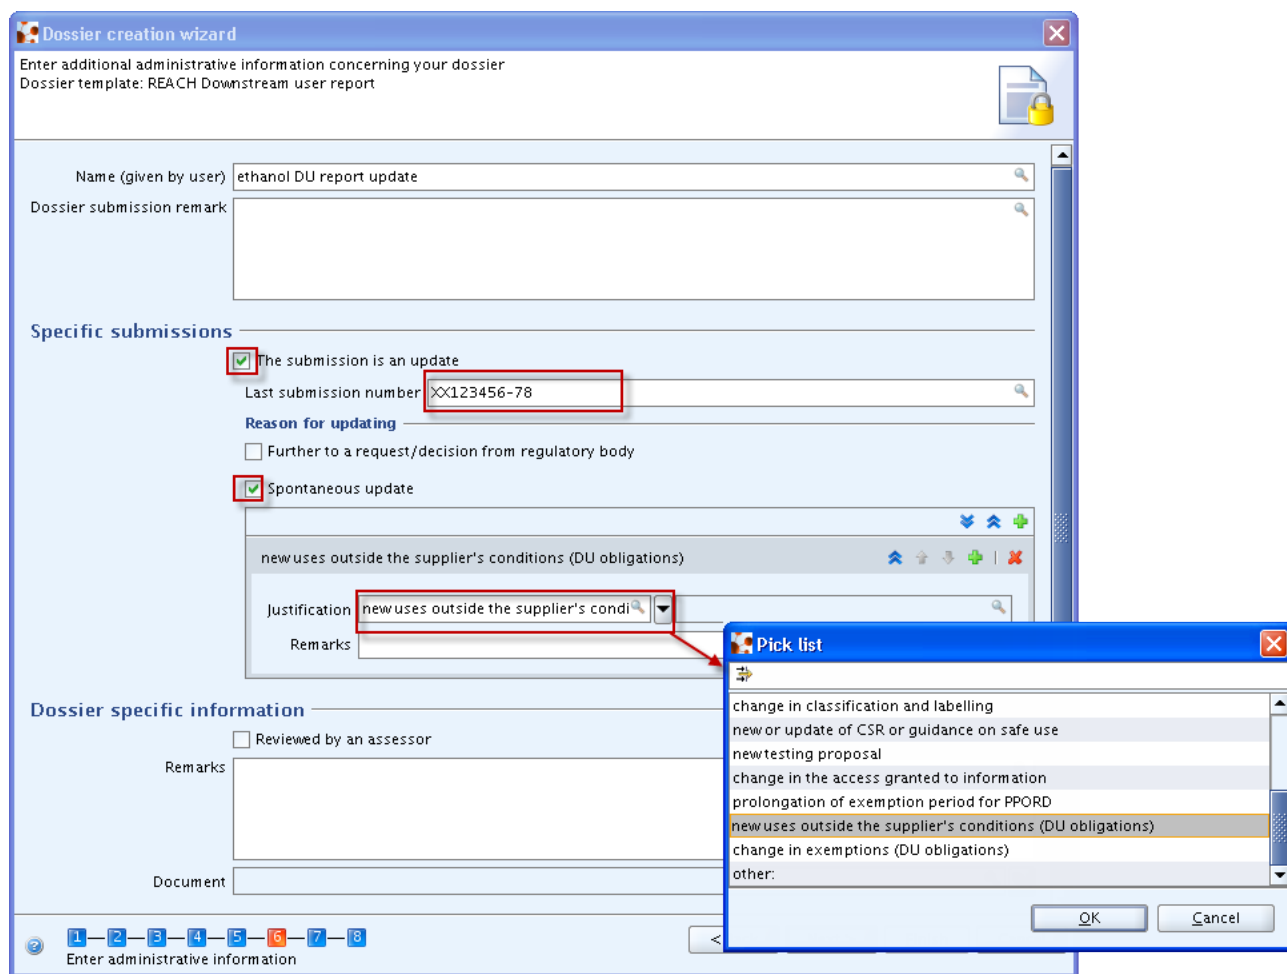 Dossier creation wizard
Enter additional administrative information concerning your dossier
Dossier template: REACH Downstream user report
Name (given by user) ethanol DU report update
Dossier submission remark
Specific submissions
The submission is an update
Last submission number XX123456-78
Reason for updating
Further to a request/decision from regulatory body
Spontaneous update
new uses outside the supplier's conditions (DU obligations)
Justification new uses outside the supplier's condi
Remarks
Dossier specific information
Reviewed by an assessor
Remarks
Document
1 2 3 4 5 6 7 8
<
Enter administrative information
Pick list
change in classification and labelling
new or update of CSR or guidance on safe use
new testing proposal
change in the access granted to information
prolongation of exemption period for PPORD
new uses outside the supplier's conditions (DU obligations)
change in exemptions (DU obligations)
other:
OK Cancel